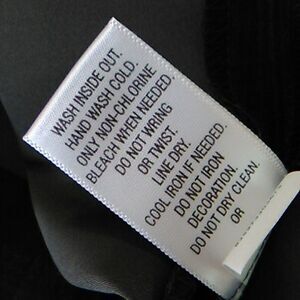 WASH INSIDE OUT.
HAND WASH COLD.
ONLY NON-CHLORINE
BLEACH WHEN NEEDED.
DO NOT WRING
OR TWIST.
LINE DRY.
COOL IRON IF NEEDED.
DO NOT IRON
DECORATION.
DO NOT DRY CLEAN.
OR